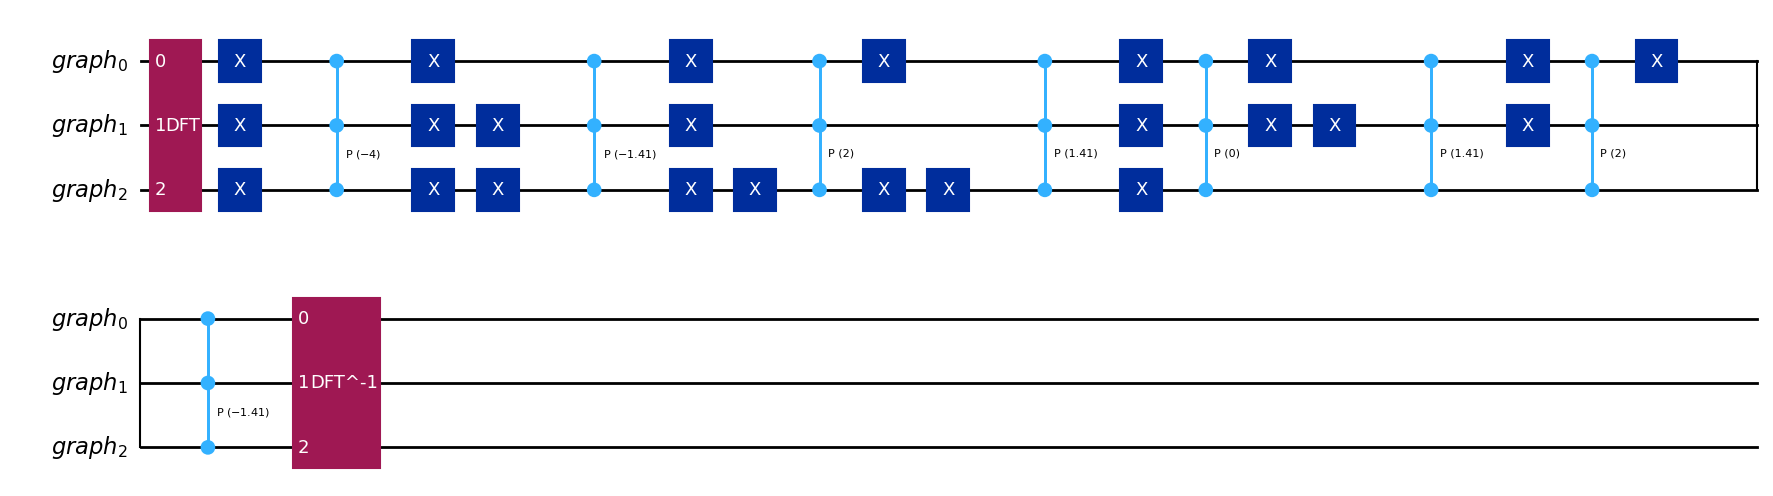 graph0 0 X X X X X X X X
1DFT
graph1 X X X X X X X X
P (−4) P (−1.41) P (2) P (1.41) P (0) P (1.41) P (2)
graph2 2 X X X X X X X X
graph0 0
graph1 1DFT^-1
P (−1.41)
graph2 2